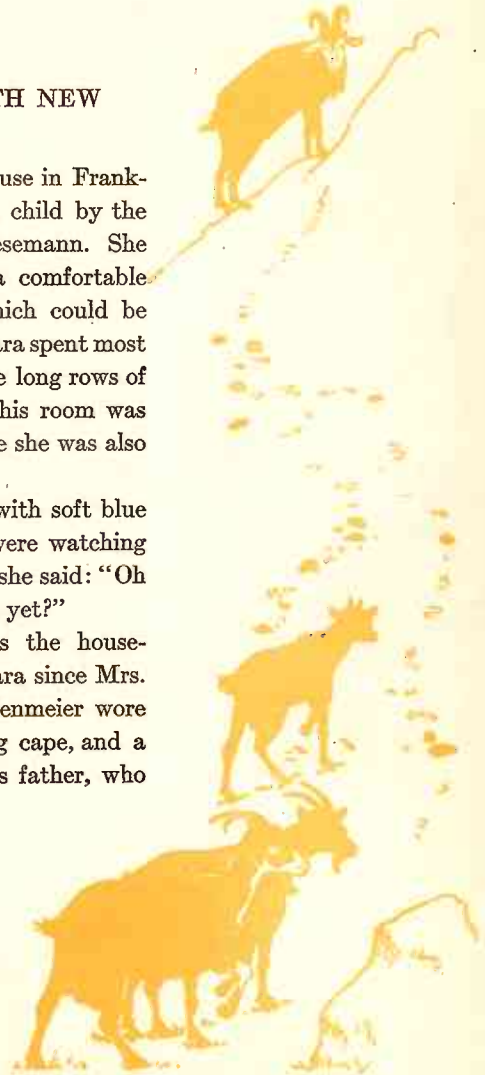 TH NEW
use in Frank-
child by the
esemann. She
a comfortable
hich could be
ara spent most
e long rows of
his room was
e she was also
with soft blue
vere watching
she said: "Oh
yet?"
s the house-
ara since Mrs.
enmeier wore
g cape, and a
s father, who